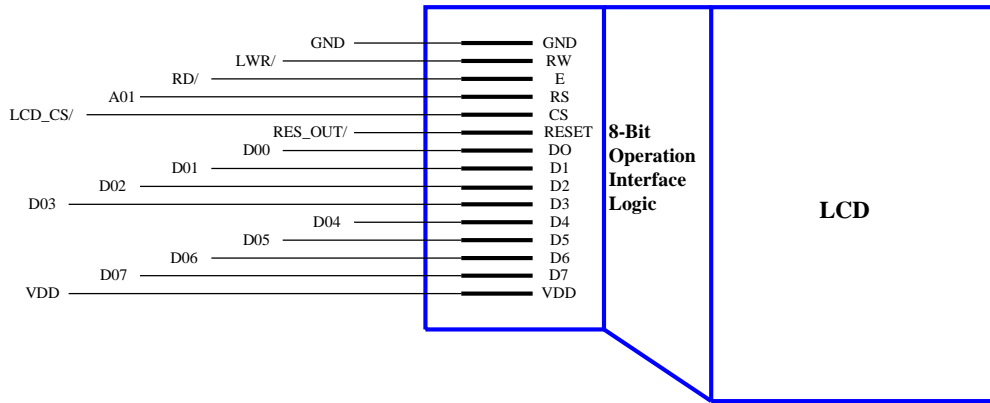 GND GND
LWR/ RW
RD/ E
A01 RS
LCD_CS/ CS
RES_OUT/ RESET
D00 DO
D01 D1
D02 D2
D03 D3
D04 D4
D05 D5
D06 D6
D07 D7
VDD VDD
8-Bit
Operation
Interface
Logic
LCD